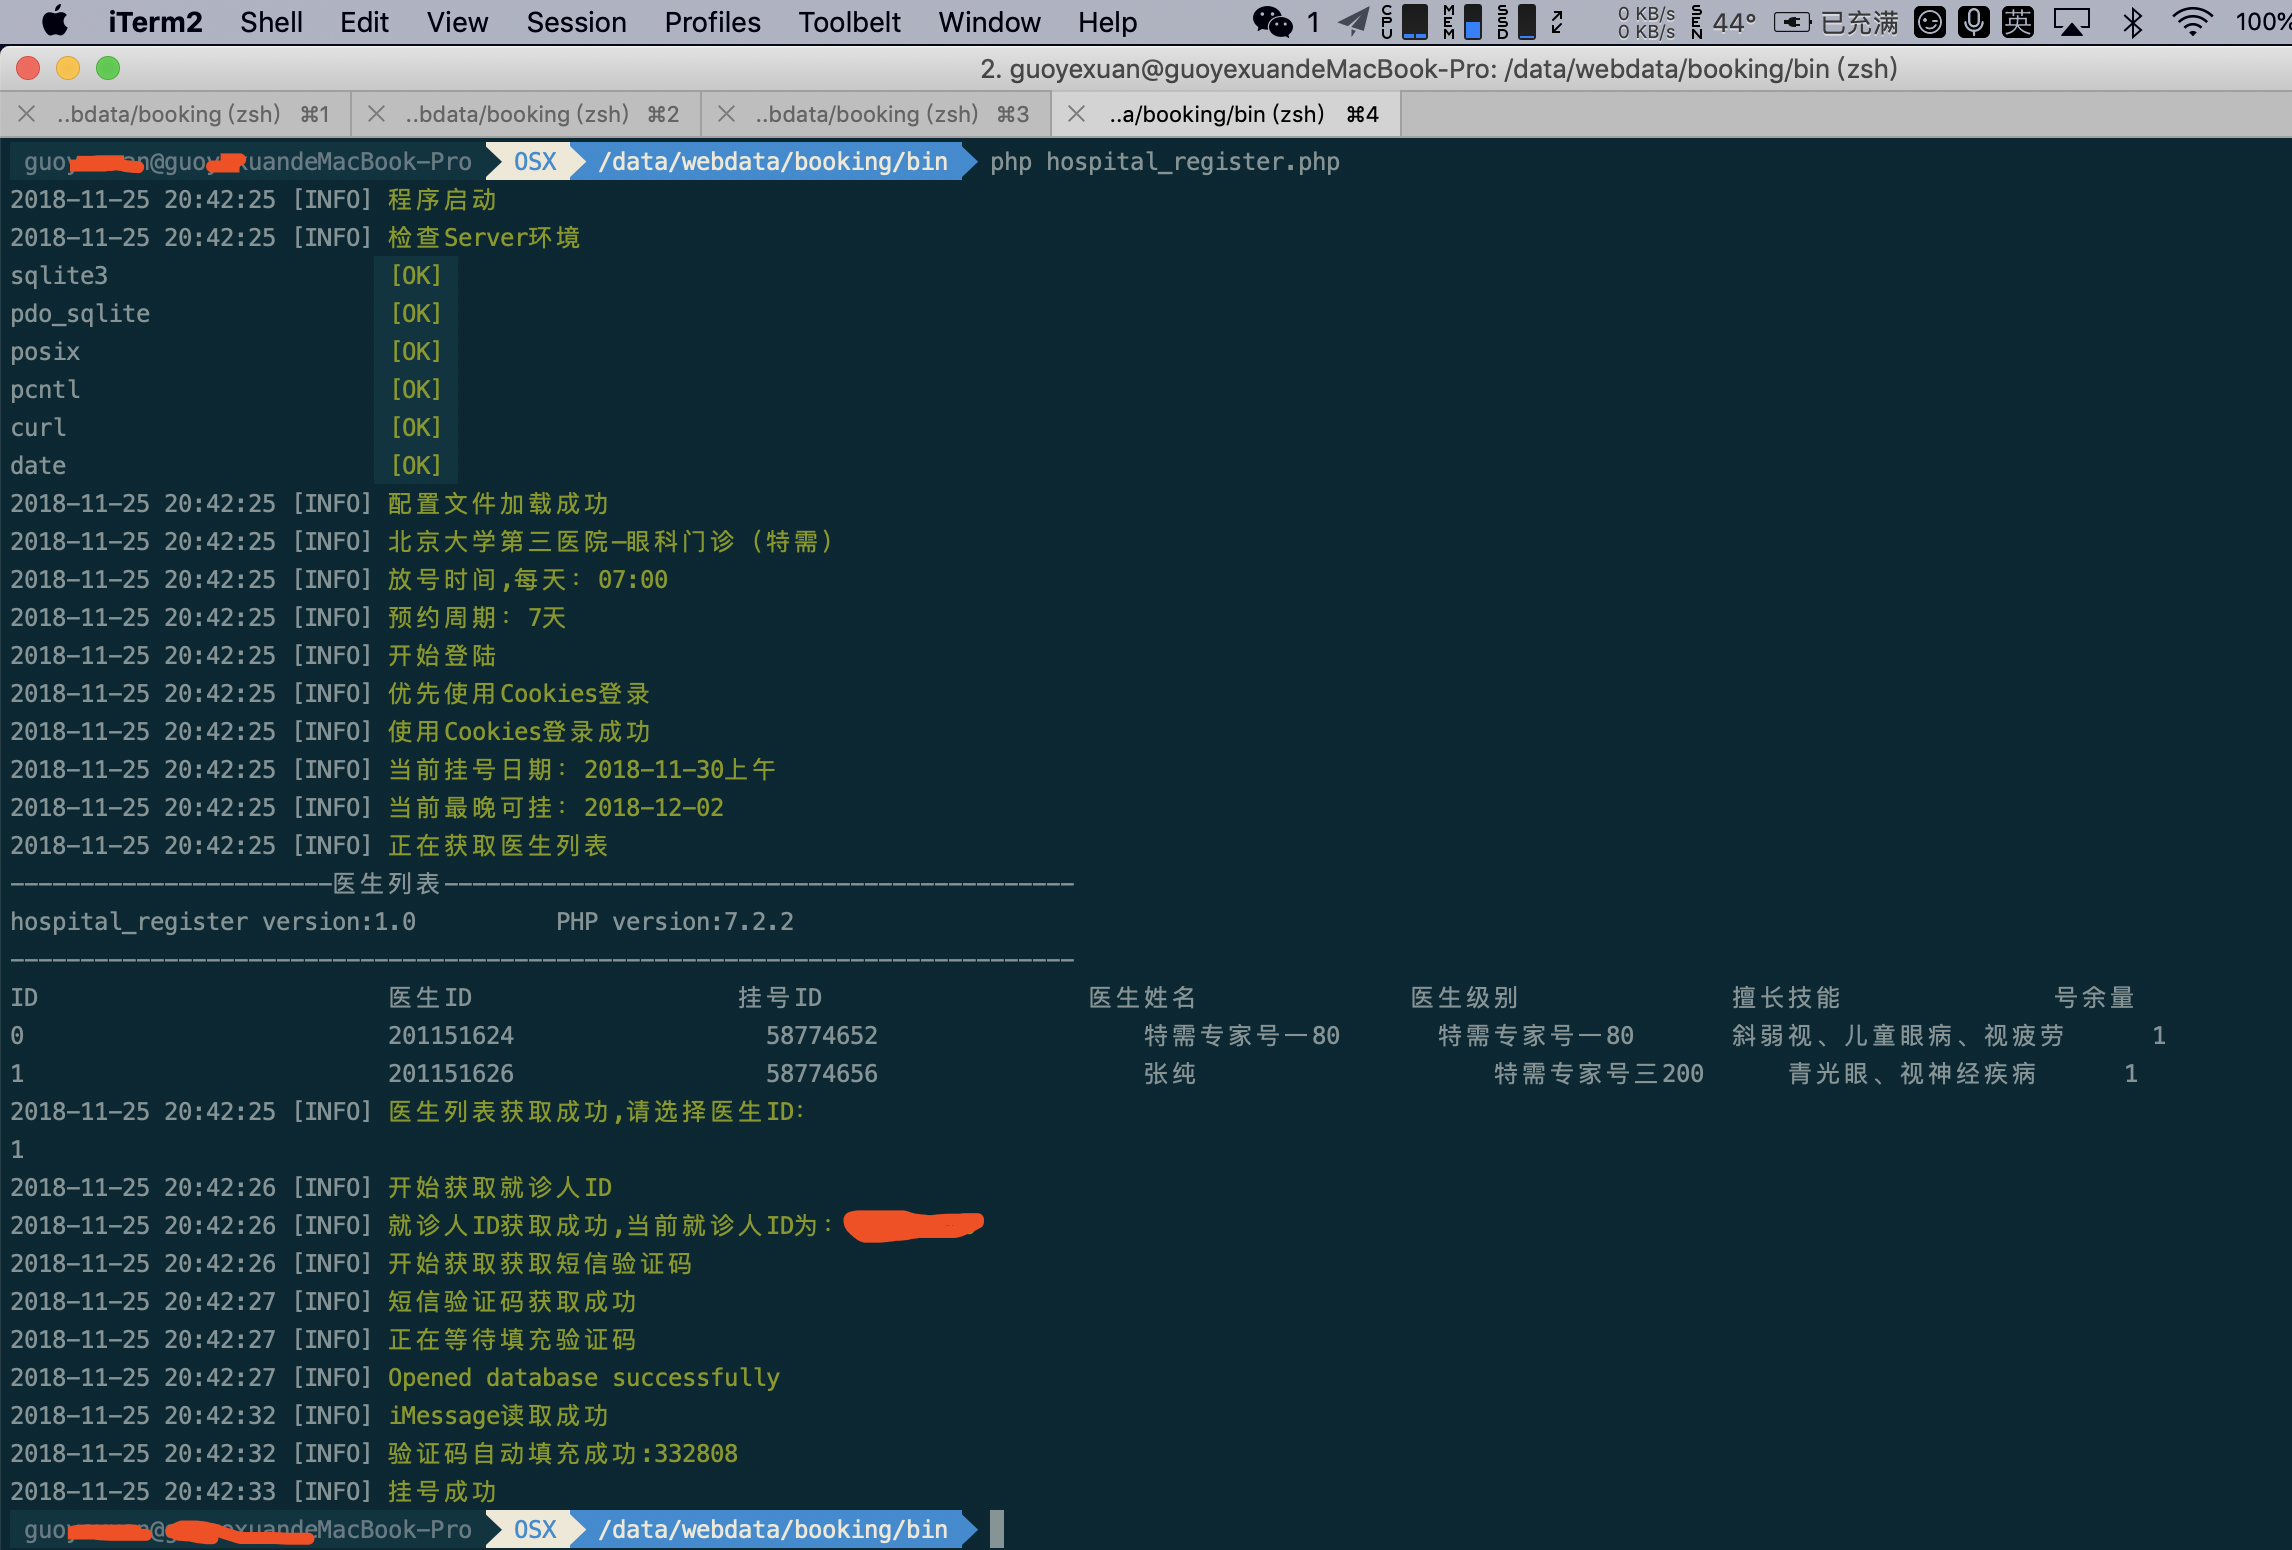 iTerm2 Shell Edit View Session Profiles Toolbelt Window Help 1 CPU MEM SSD 0 KB/s 0 KB/s SEN 44° 已充满 英 100%
2. guoyexuan@guoyexuandeMacBook-Pro: /data/webdata/booking/bin (zsh)
..bdata/booking (zsh) ⌘1 ..bdata/booking (zsh) ⌘2 ..bdata/booking (zsh) ⌘3 ..a/booking/bin (zsh) ⌘4
guoy n@guoy xuandeMacBook-Pro OSX /data/webdata/booking/bin php hospital_register.php
2018-11-25 20:42:25 [INFO] 程序启动
2018-11-25 20:42:25 [INFO] 检查Server环境
sqlite3 [OK]
pdo_sqlite [OK]
posix [OK]
pcntl [OK]
curl [OK]
date [OK]
2018-11-25 20:42:25 [INFO] 配置文件加载成功
2018-11-25 20:42:25 [INFO] 北京大学第三医院-眼科门诊（特需）
2018-11-25 20:42:25 [INFO] 放号时间,每天: 07:00
2018-11-25 20:42:25 [INFO] 预约周期: 7天
2018-11-25 20:42:25 [INFO] 开始登陆
2018-11-25 20:42:25 [INFO] 优先使用Cookies登录
2018-11-25 20:42:25 [INFO] 使用Cookies登录成功
2018-11-25 20:42:25 [INFO] 当前挂号日期: 2018-11-30上午
2018-11-25 20:42:25 [INFO] 当前最晚可挂: 2018-12-02
2018-11-25 20:42:25 [INFO] 正在获取医生列表
-----------------------医生列表---------------------------------------------
hospital_register version:1.0 PHP version:7.2.2
----------------------------------------------------------------------------
ID 医生ID 挂号ID 医生姓名 医生级别 擅长技能 号余量
0 201151624 58774652 特需专家号一80 特需专家号一80 斜弱视、儿童眼病、视疲劳 1
1 201151626 58774656 张纯 特需专家号三200 青光眼、视神经疾病 1
2018-11-25 20:42:25 [INFO] 医生列表获取成功,请选择医生ID:
1
2018-11-25 20:42:26 [INFO] 开始获取就诊人ID
2018-11-25 20:42:26 [INFO] 就诊人ID获取成功,当前就诊人ID为:
2018-11-25 20:42:26 [INFO] 开始获取获取短信验证码
2018-11-25 20:42:27 [INFO] 短信验证码获取成功
2018-11-25 20:42:27 [INFO] 正在等待填充验证码
2018-11-25 20:42:27 [INFO] Opened database successfully
2018-11-25 20:42:32 [INFO] iMessage读取成功
2018-11-25 20:42:32 [INFO] 验证码自动填充成功:332808
2018-11-25 20:42:33 [INFO] 挂号成功
guo @g exuandeMacBook-Pro OSX /data/webdata/booking/bin